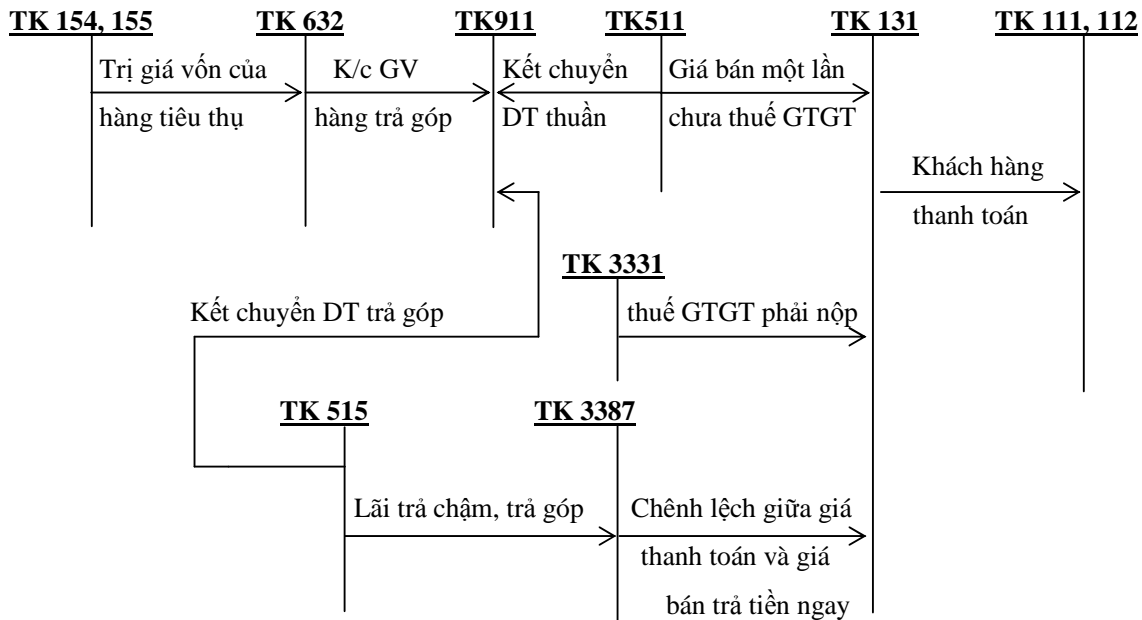 TK 154, 155 TK 632 TK911 TK511 TK 131 TK 111, 112
Trị giá vốn của K/c GV Kết chuyển Giá bán một lần
hàng tiêu thụ hàng trả góp DT thuần chưa thuế GTGT
Khách hàng
thanh toán
TK 3331
Kết chuyển DT trả góp thuế GTGT phải nộp
TK 515 TK 3387
Lãi trả chậm, trả góp Chênh lệch giữa giá
thanh toán và giá
bán trả tiền ngay